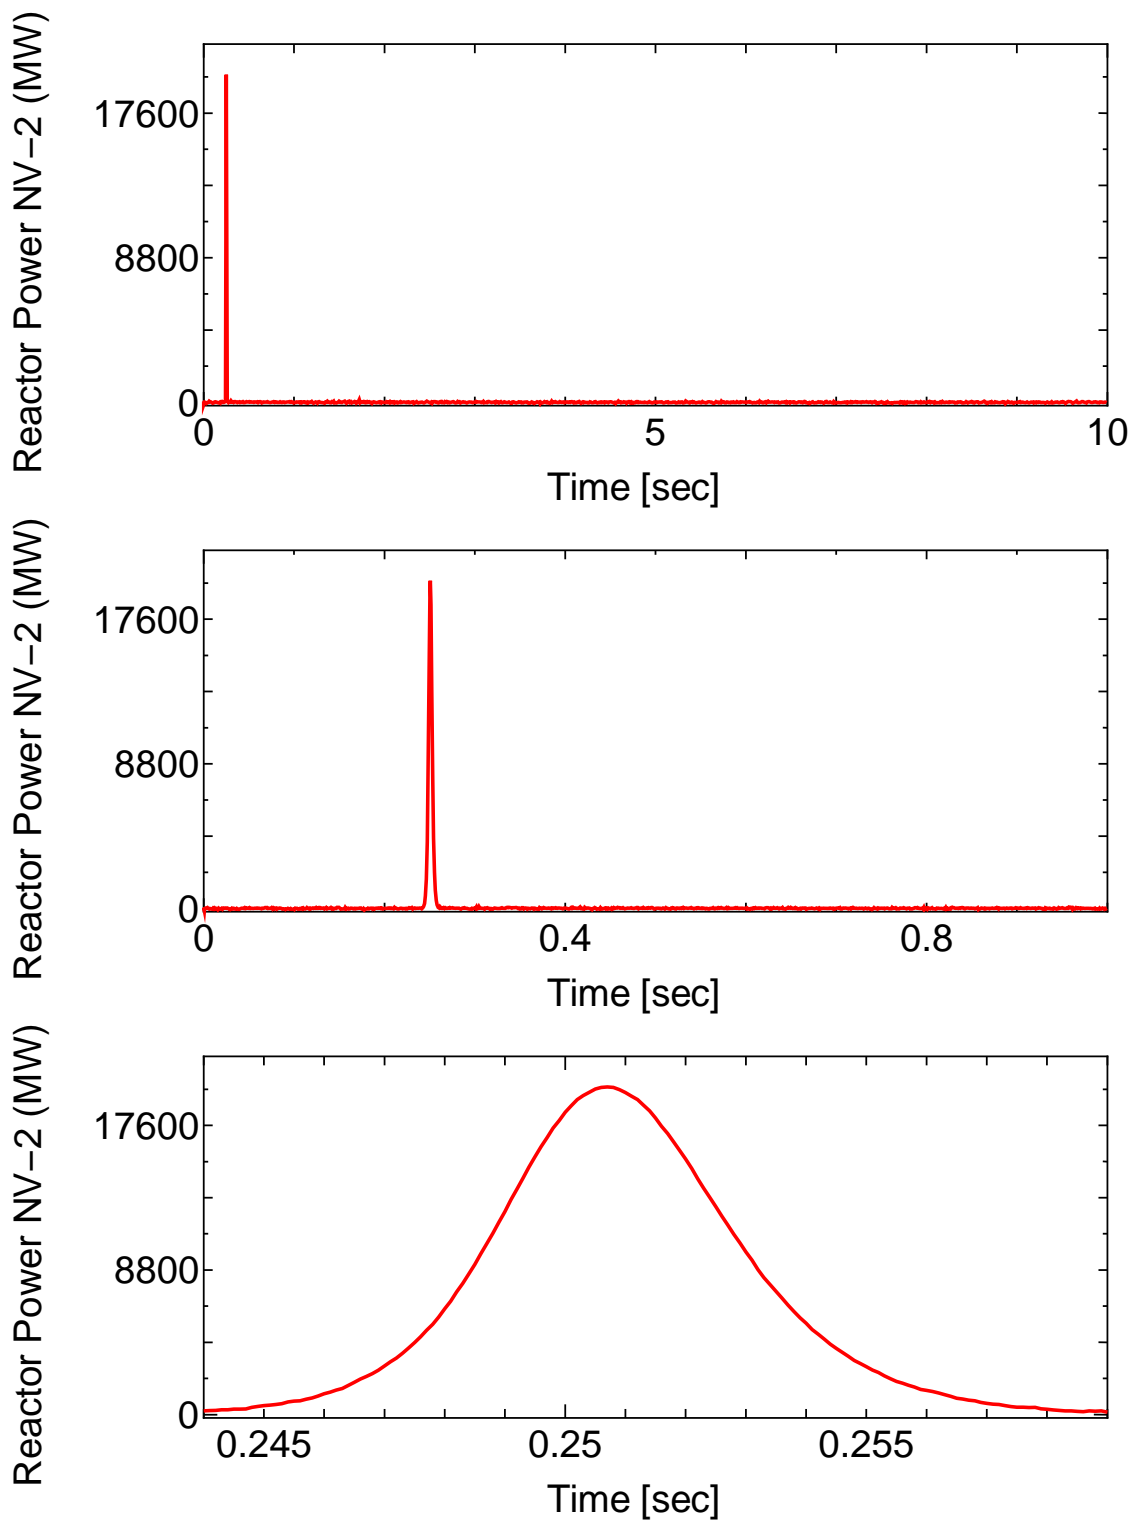 Reactor Power NV−2 (MW)
17600
8800
0
0 5 10
Time [sec]
Reactor Power NV−2 (MW)
17600
8800
0
0 0.4 0.8
Time [sec]
Reactor Power NV−2 (MW)
17600
8800
0
0.245 0.25 0.255
Time [sec]